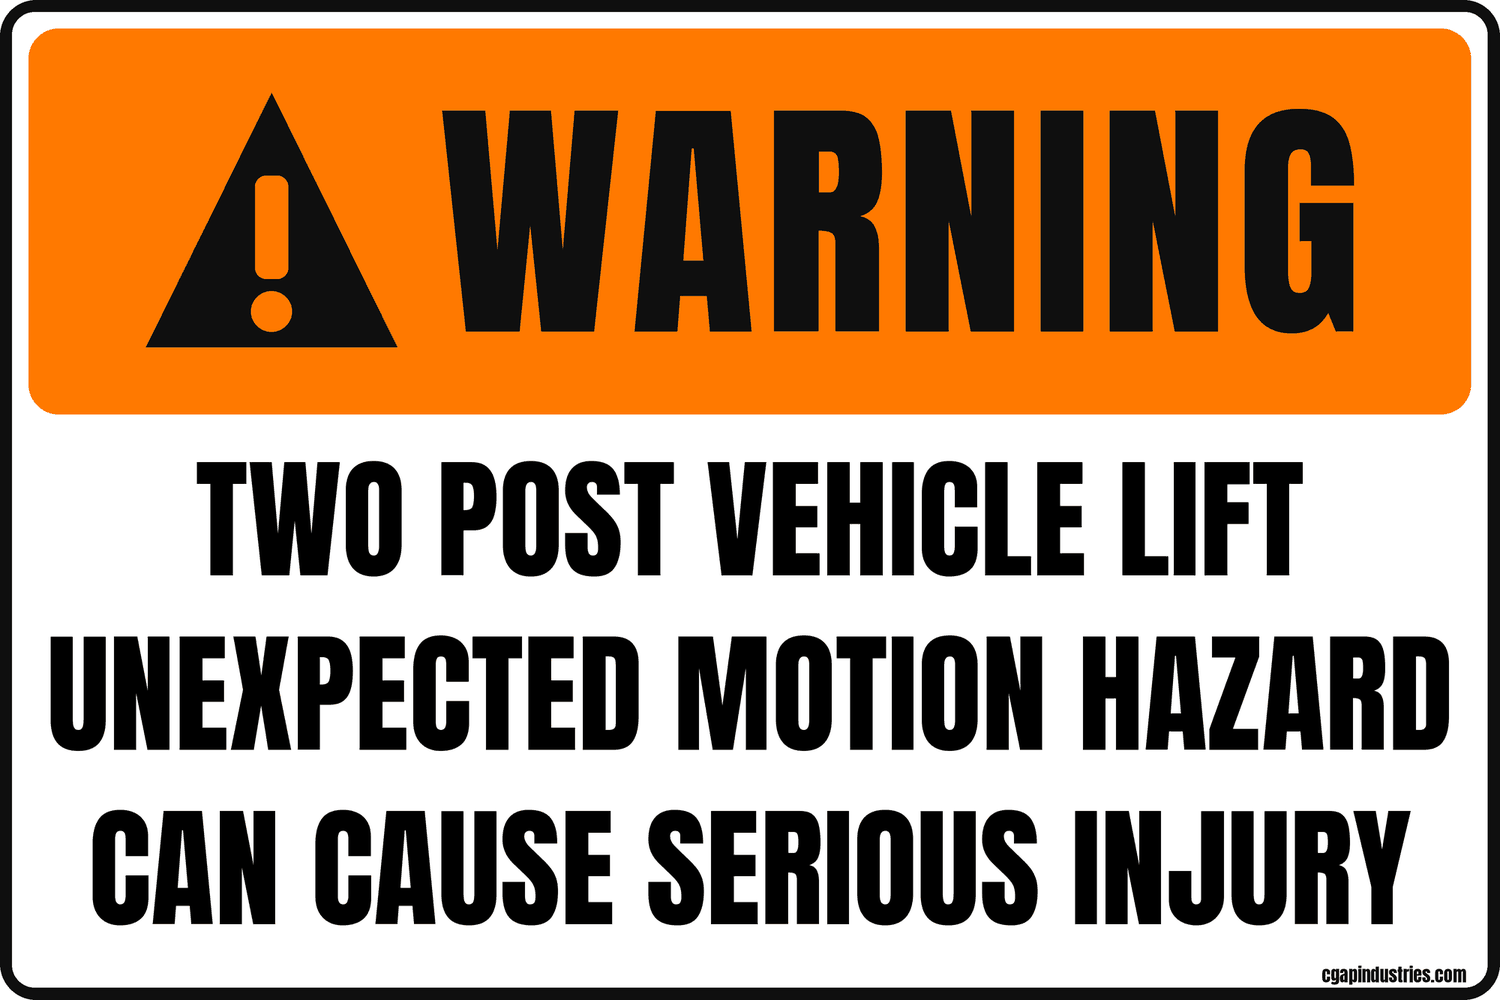 WARNING
TWO POST VEHICLE LIFT
UNEXPECTED MOTION HAZARD
CAN CAUSE SERIOUS INJURY
cgapindustries.com